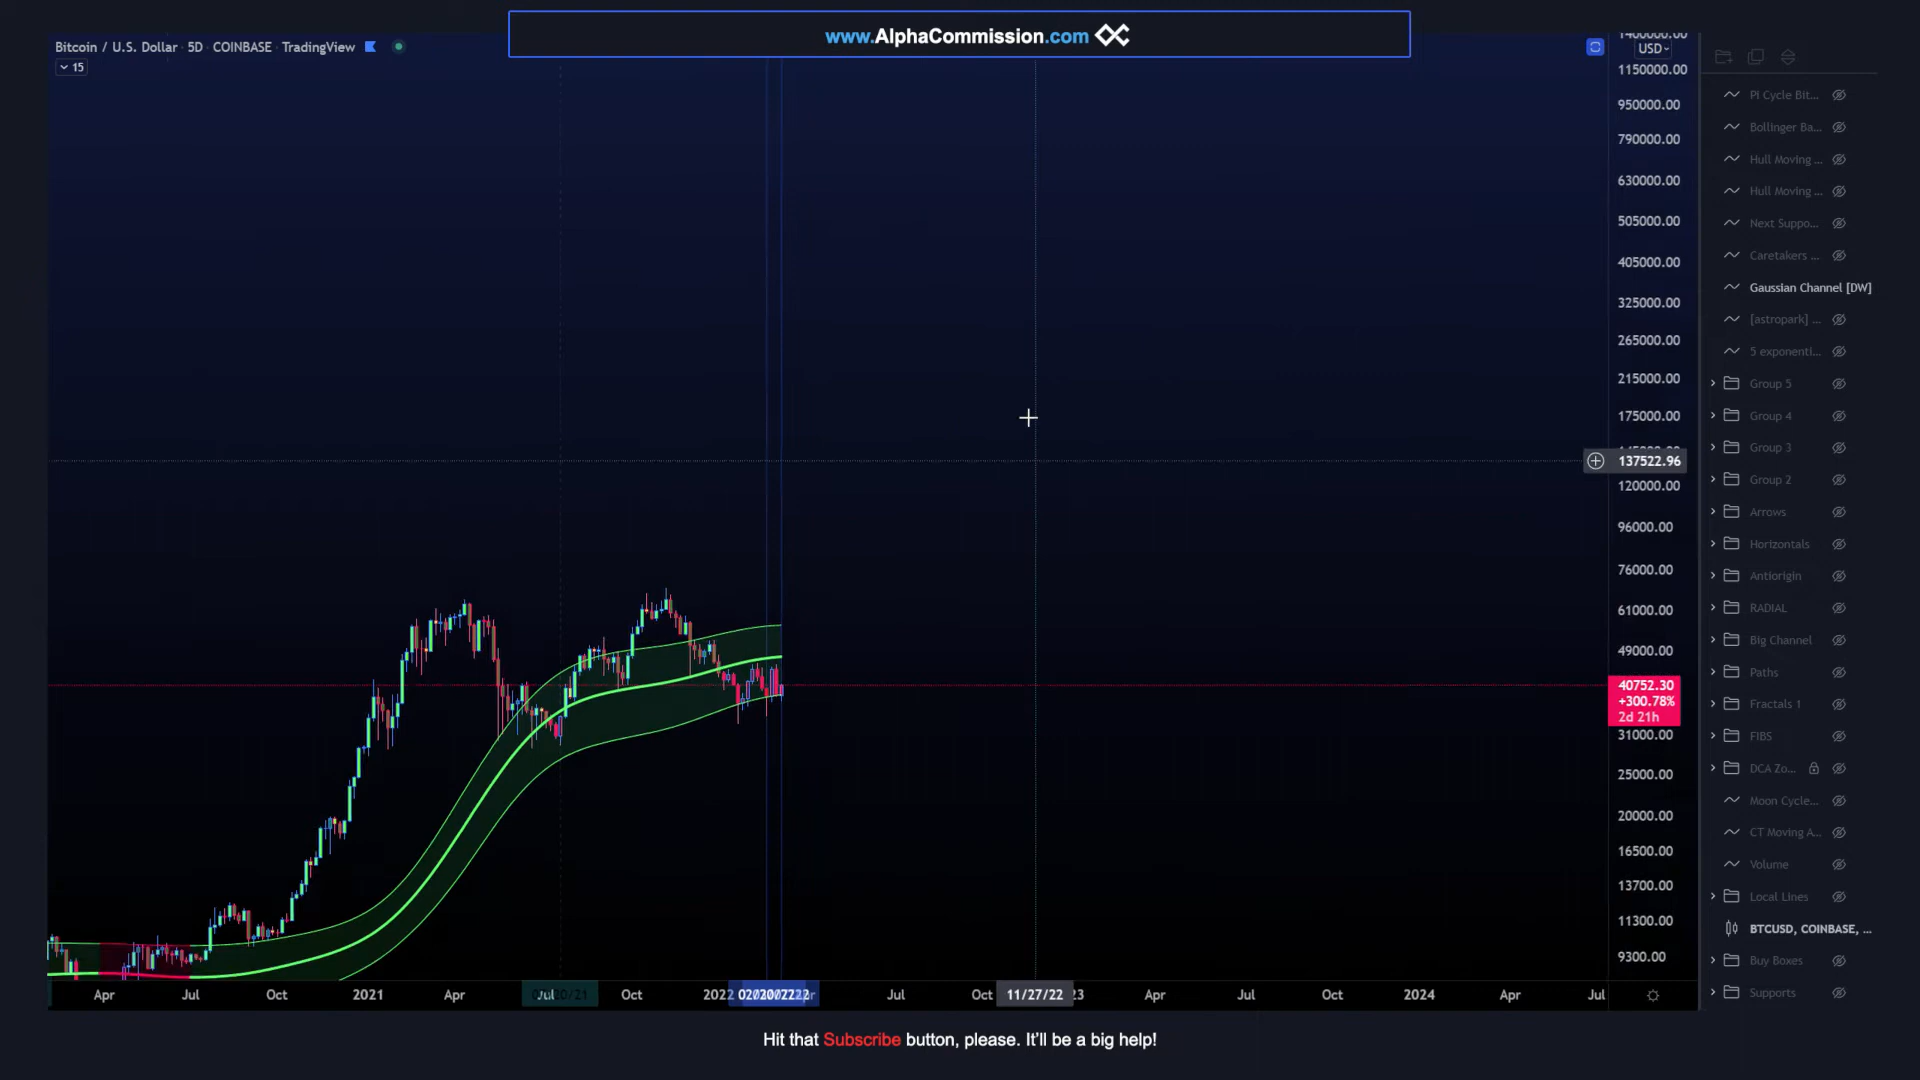 www.AlphaCommission.com
Bitcoin / U.S. Dollar · 5D · COINBASE · TradingView
15
1400000.00
USD
1150000.00
950000.00
790000.00
630000.00
505000.00
405000.00
325000.00
265000.00
215000.00
175000.00
137522.96
120000.00
96000.00
76000.00
61000.00
49000.00
40752.30
+300.78%
2d 21h
31000.00
25000.00
20000.00
16500.00
13700.00
11300.00
9300.00
Pi Cycle Bit...
Bollinger Ba...
Hull Moving ...
Hull Moving ...
Next Suppo...
Caretakers ...
Gaussian Channel [DW]
[astropark] ...
5 exponenti...
Group 5
Group 4
Group 3
Group 2
Arrows
Horizontals
Antiorigin
RADIAL
Big Channel
Paths
Fractals 1
FIBS
DCA Zo...
Moon Cycle...
CT Moving A...
Volume
Local Lines
BTCUSD, COINBASE, ...
Buy Boxes
Supports
Apr Jul Oct 2021 Apr Jul Oct 2022 Jul Oct 11/27/22 23 Apr Jul Oct 2024 Apr Jul
Hit that Subscribe button, please. It'll be a big help!